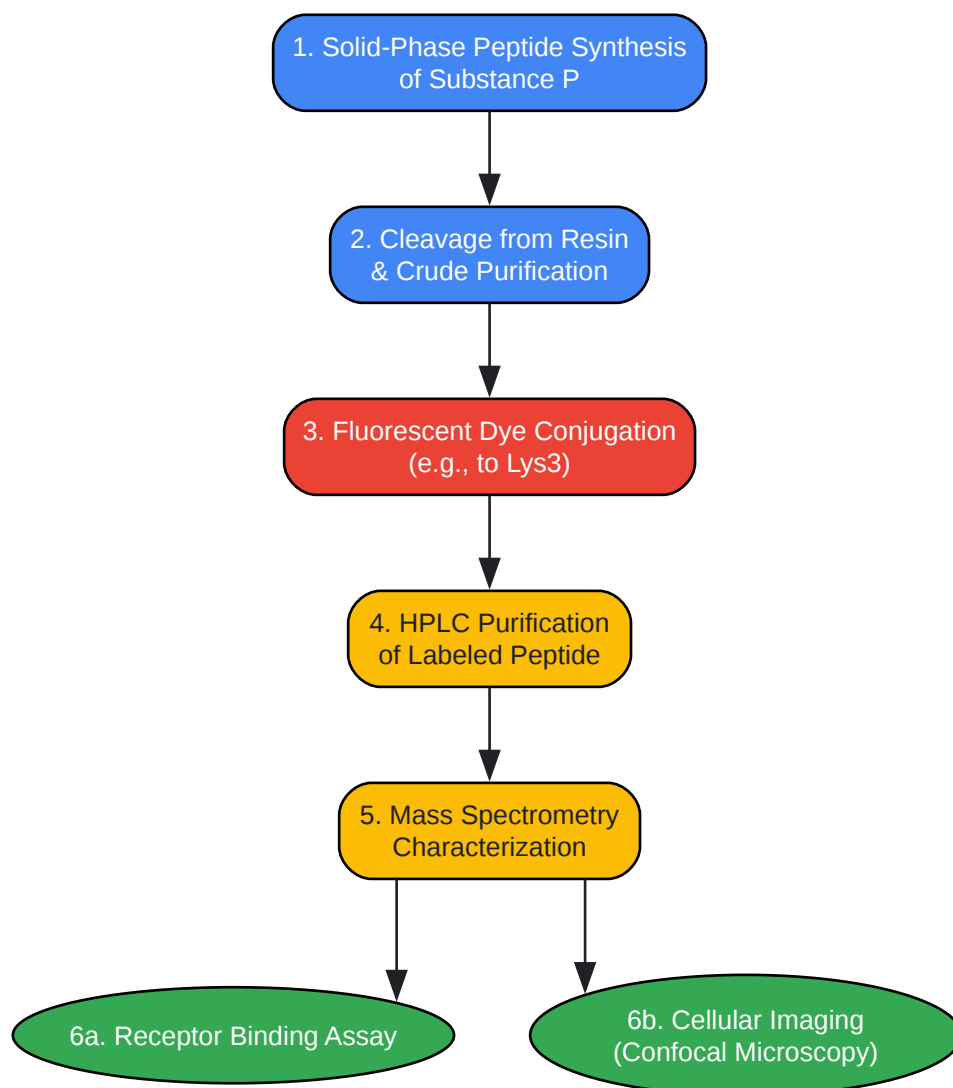 1. Solid-Phase Peptide Synthesis
of Substance P
2. Cleavage from Resin
& Crude Purification
3. Fluorescent Dye Conjugation
(e.g., to Lys3)
4. HPLC Purification
of Labeled Peptide
5. Mass Spectrometry
Characterization
6a. Receptor Binding Assay
6b. Cellular Imaging
(Confocal Microscopy)